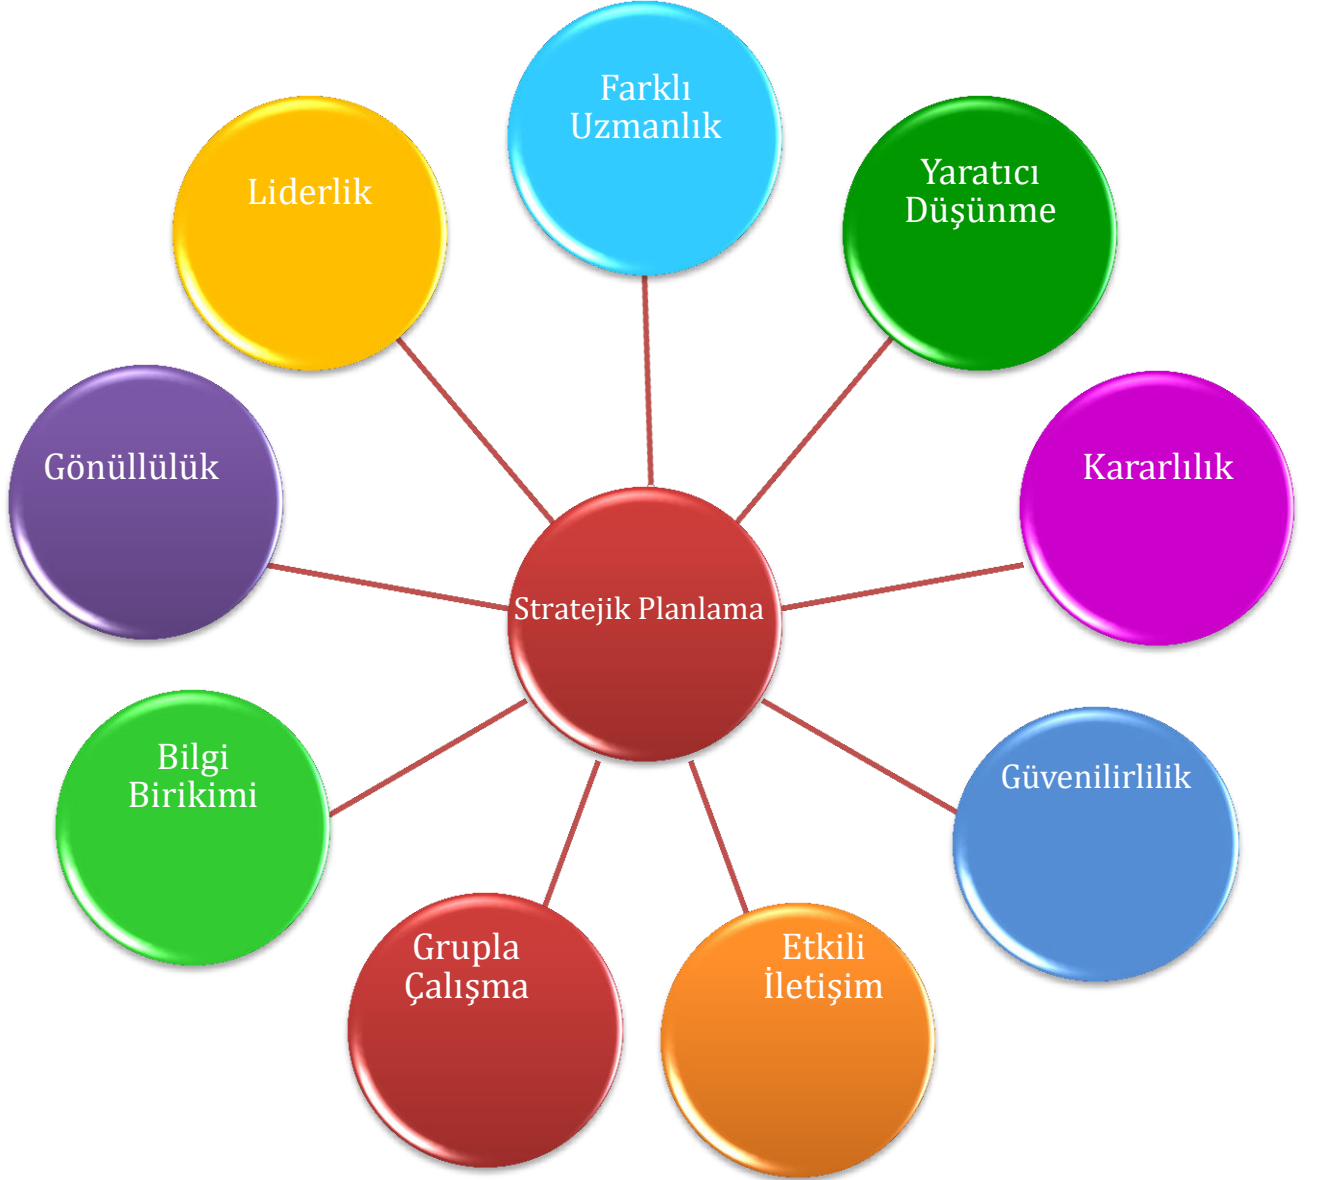 Farklı
Uzmanlık
Yaratıcı
Düşünme
Liderlik
Kararlılık
Gönüllülük
Stratejik Planlama
Güvenilirlilik
Bilgi
Birikimi
Etkili
İletişim
Grupla
Çalışma